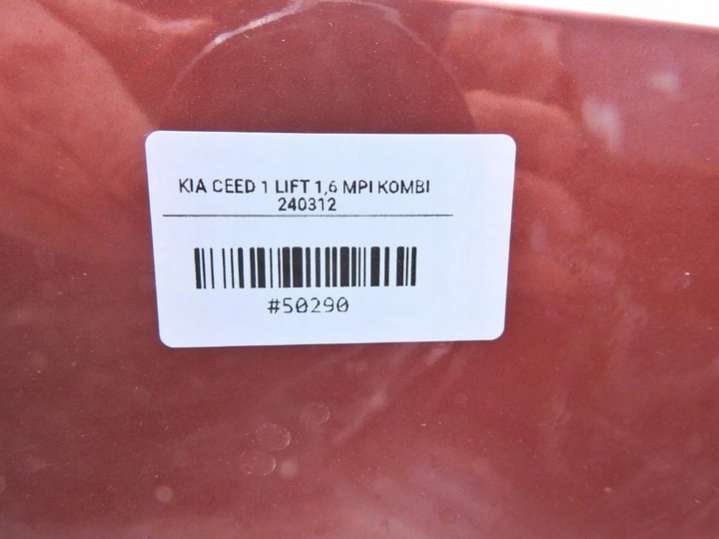 KIA CEED 1 LIFT 1,6 MPI KOMBI
240312
#50290